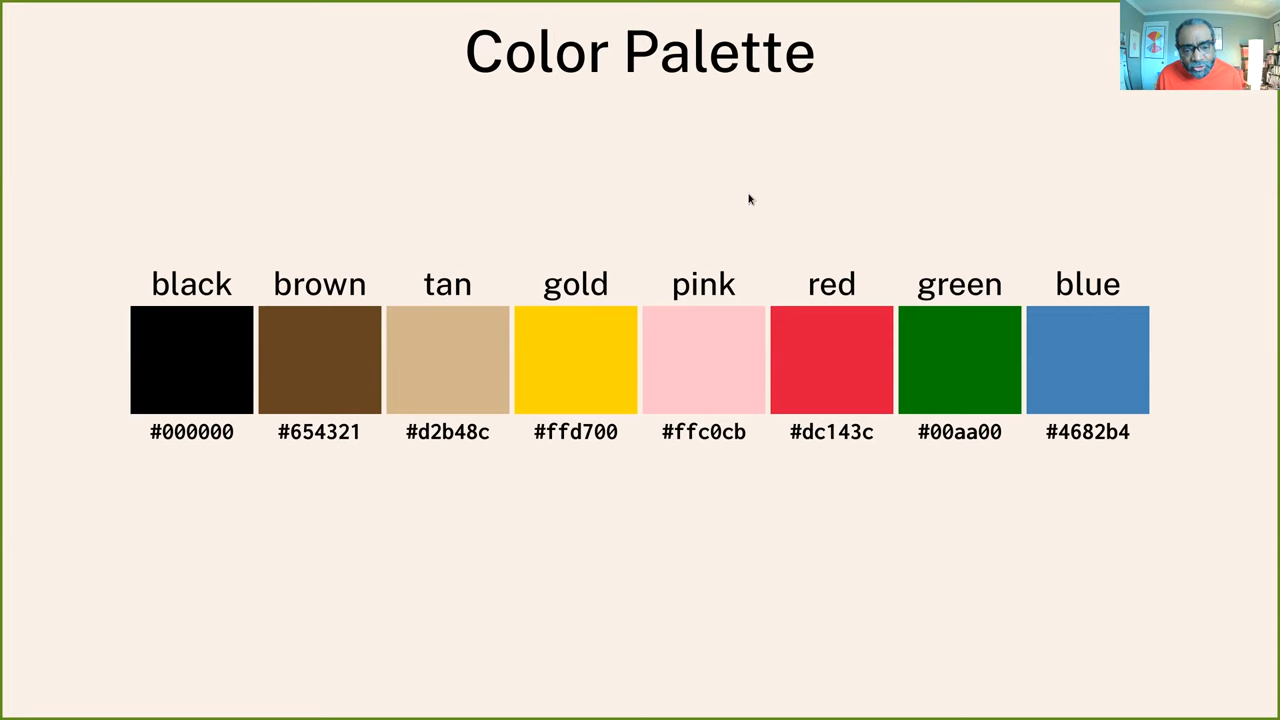 Color Palette
black brown tan gold pink red green blue
#000000 #654321 #d2b48c #ffd700 #ffc0cb #dc143c #00aa00 #4682b4